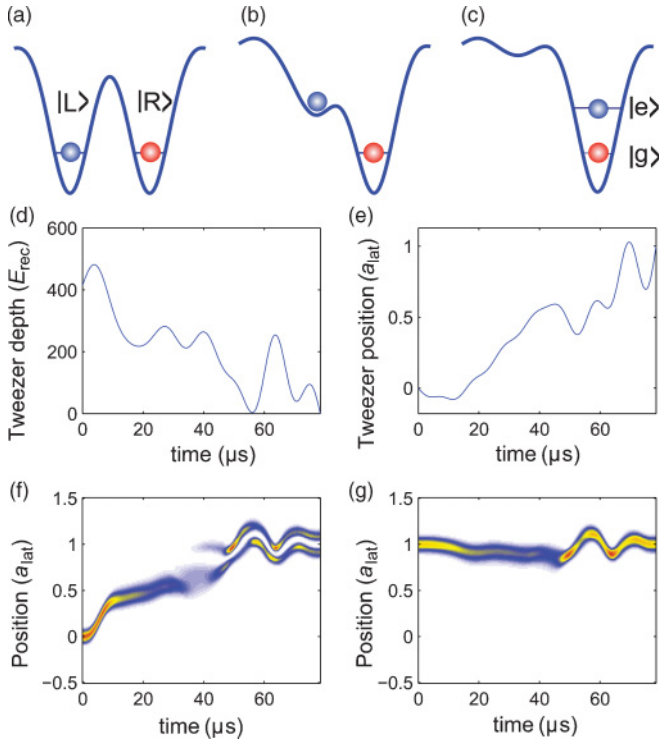 (a) (b) (c)
|L⟩ |R⟩ |e⟩
|g⟩
(d) (e)
Tweezer depth (E_rec)
600
400
200
0
0 20 40 60
time (μs)
Tweezer position (a_lat)
1
0.5
0
0 20 40 60
time (μs)
(f) (g)
Position (a_lat)
1.5
1
0.5
0
−0.5
0 20 40 60
time (μs)
Position (a_lat)
1.5
1
0.5
0
−0.5
0 20 40 60
time (μs)